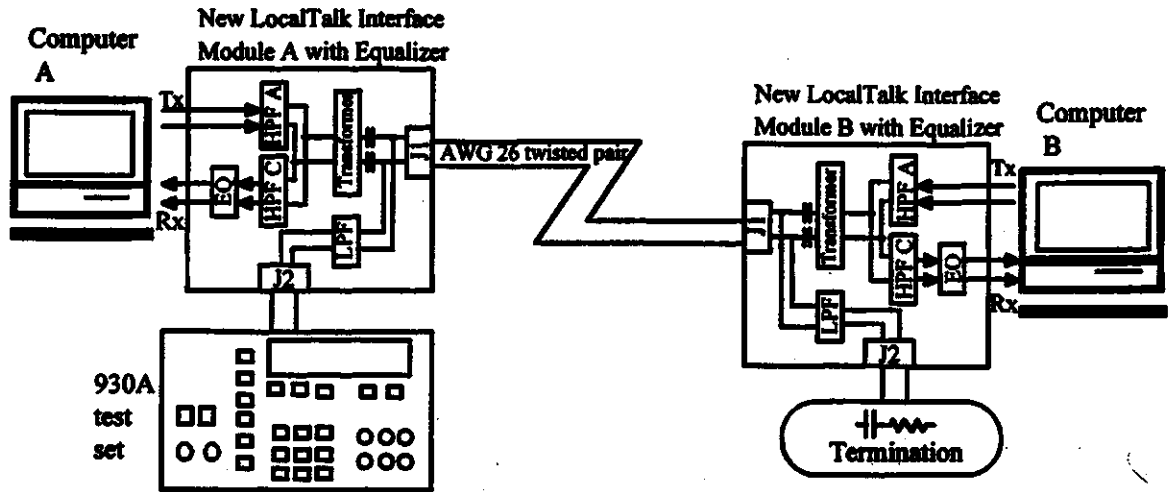 New LocalTalk Interface
Module A with Equalizer
Computer
A
Tx
HPF A
Transformer
J1
AWG 26 twisted pair
EQ
HPF C
Rx
LPF
J2
930A
test
set
New LocalTalk Interface
Module B with Equalizer
Computer
B
Tx
HPF A
Transformer
J1
HPF C
EQ
Rx
LPF
J2
Termination